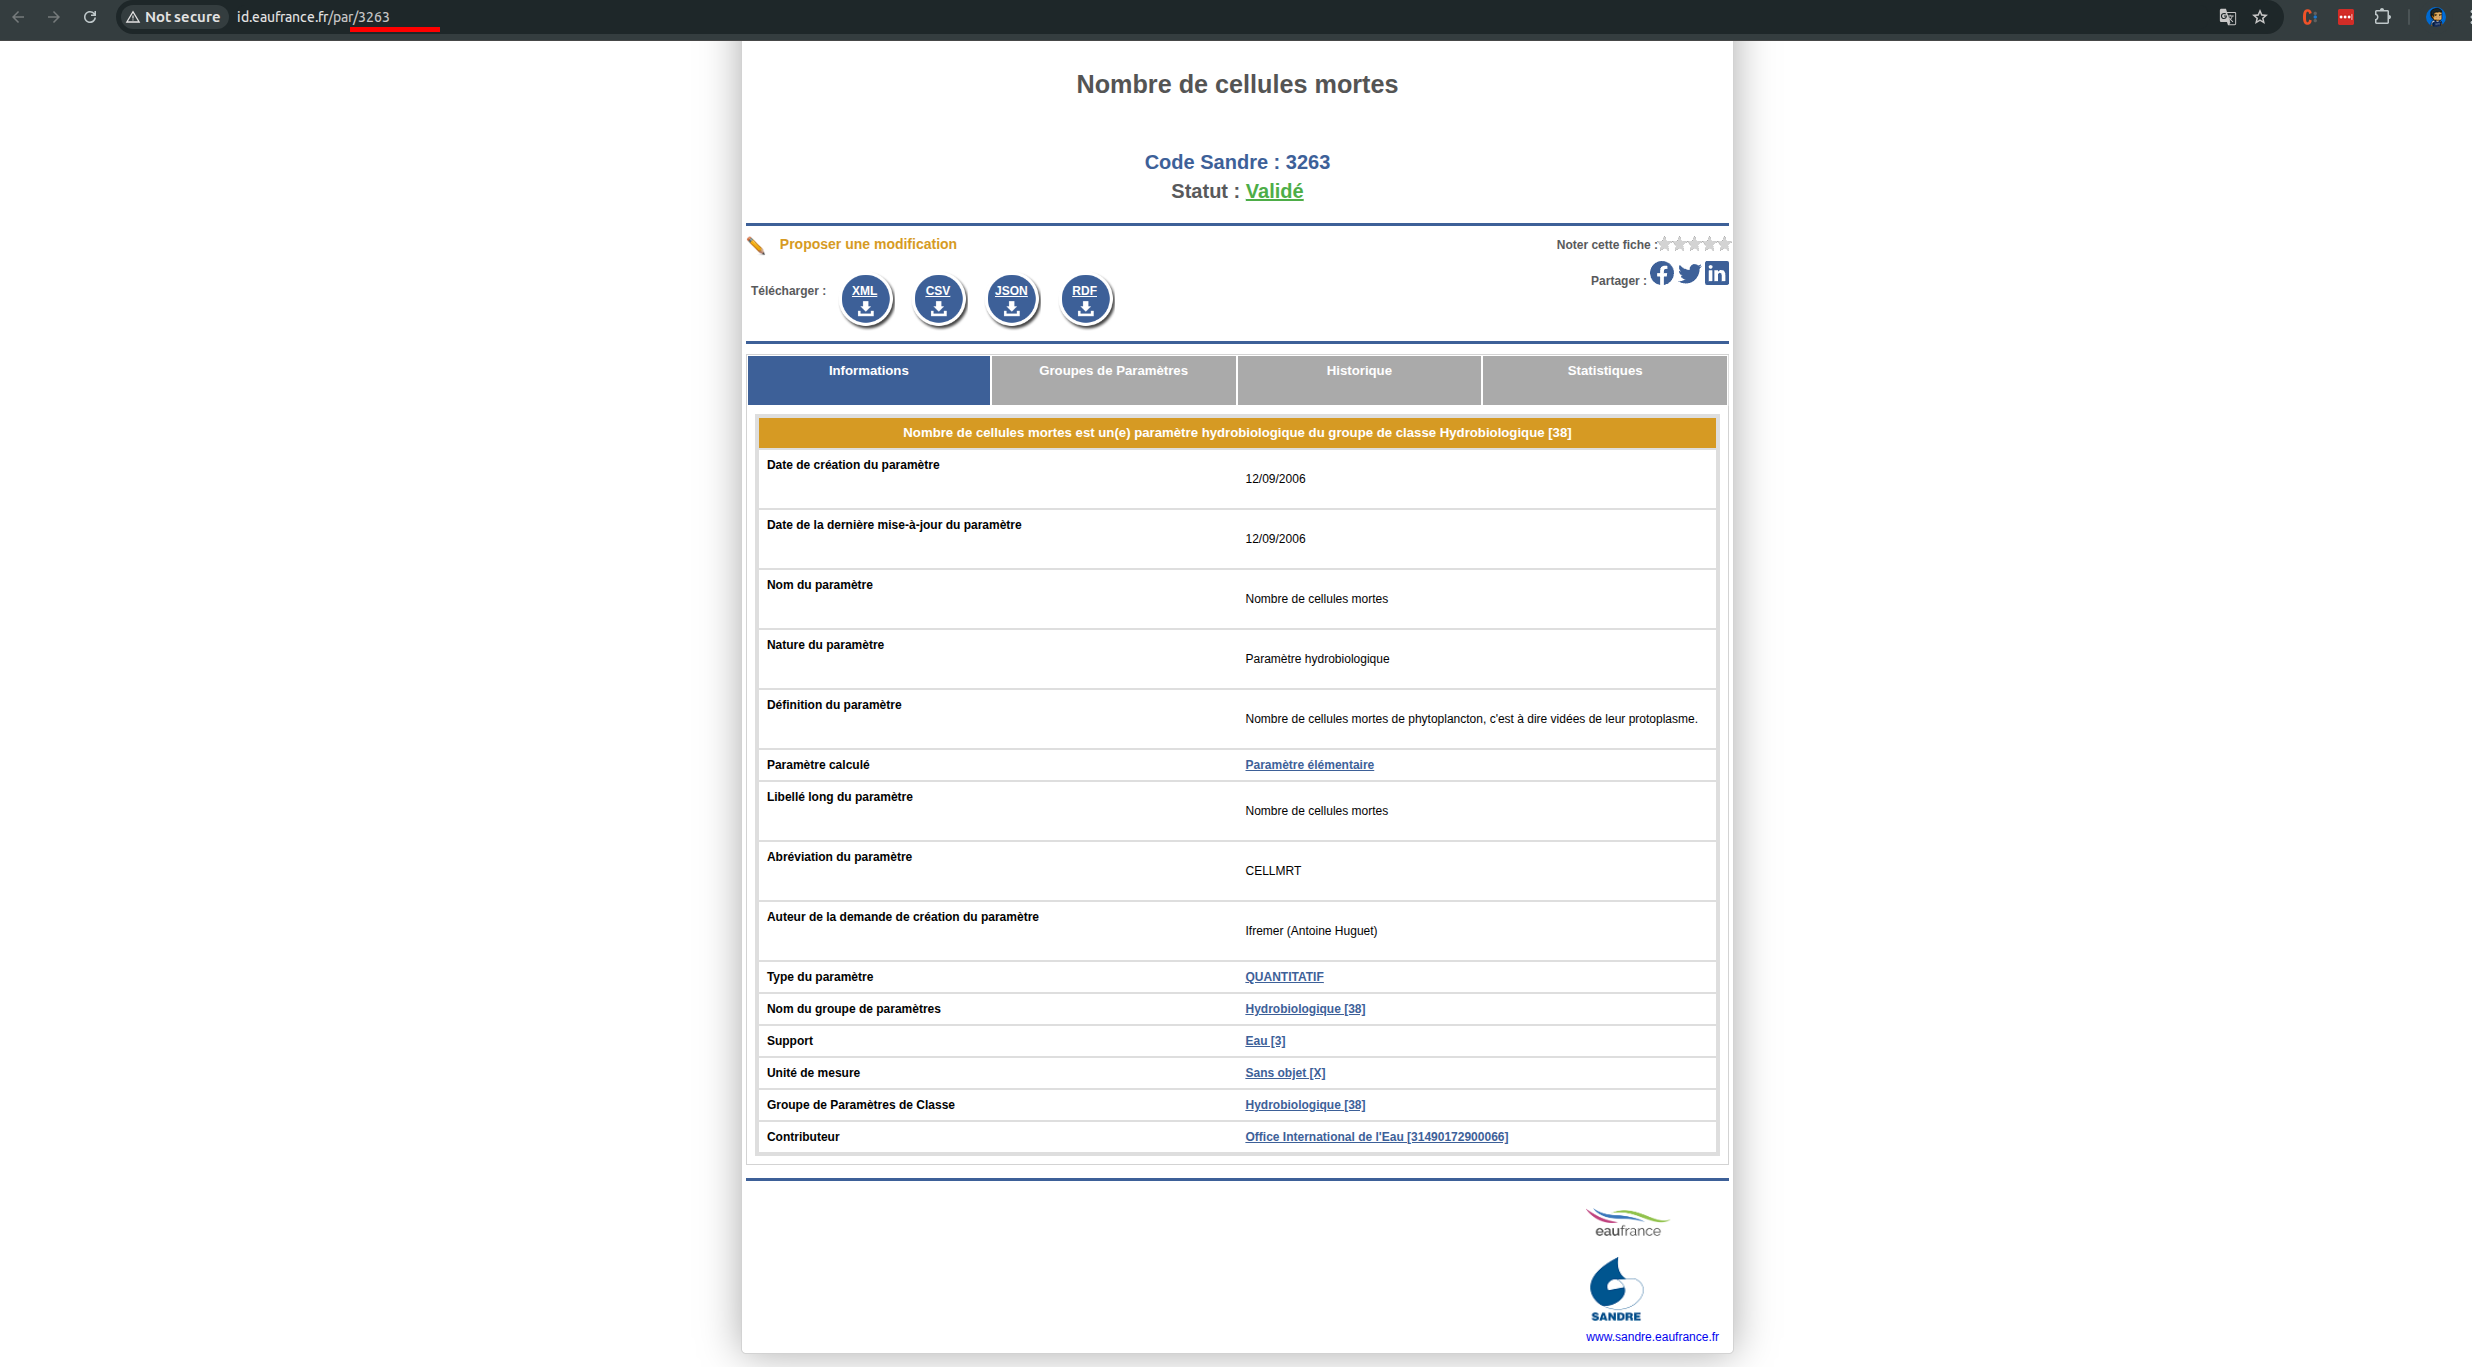 Not secure id.eaufrance.fr/par/3263
Nombre de cellules mortes
Code Sandre : 3263
Statut : Validé
Proposer une modification
Noter cette fiche :
Partager :
Télécharger : XML CSV JSON RDF
Informations Groupes de Paramètres Historique Statistiques
Nombre de cellules mortes est un(e) paramètre hydrobiologique du groupe de classe Hydrobiologique [38]
Date de création du paramètre
12/09/2006
Date de la dernière mise-à-jour du paramètre
12/09/2006
Nom du paramètre
Nombre de cellules mortes
Nature du paramètre
Paramètre hydrobiologique
Définition du paramètre
Nombre de cellules mortes de phytoplancton, c'est à dire vidées de leur protoplasme.
Paramètre calculé Paramètre élémentaire
Libellé long du paramètre
Nombre de cellules mortes
Abréviation du paramètre
CELLMRT
Auteur de la demande de création du paramètre
Ifremer (Antoine Huguet)
Type du paramètre QUANTITATIF
Nom du groupe de paramètres Hydrobiologique [38]
Support Eau [3]
Unité de mesure Sans objet [X]
Groupe de Paramètres de Classe Hydrobiologique [38]
Contributeur Office International de l'Eau [31490172900066]
eaufrance
SANDRE
www.sandre.eaufrance.fr